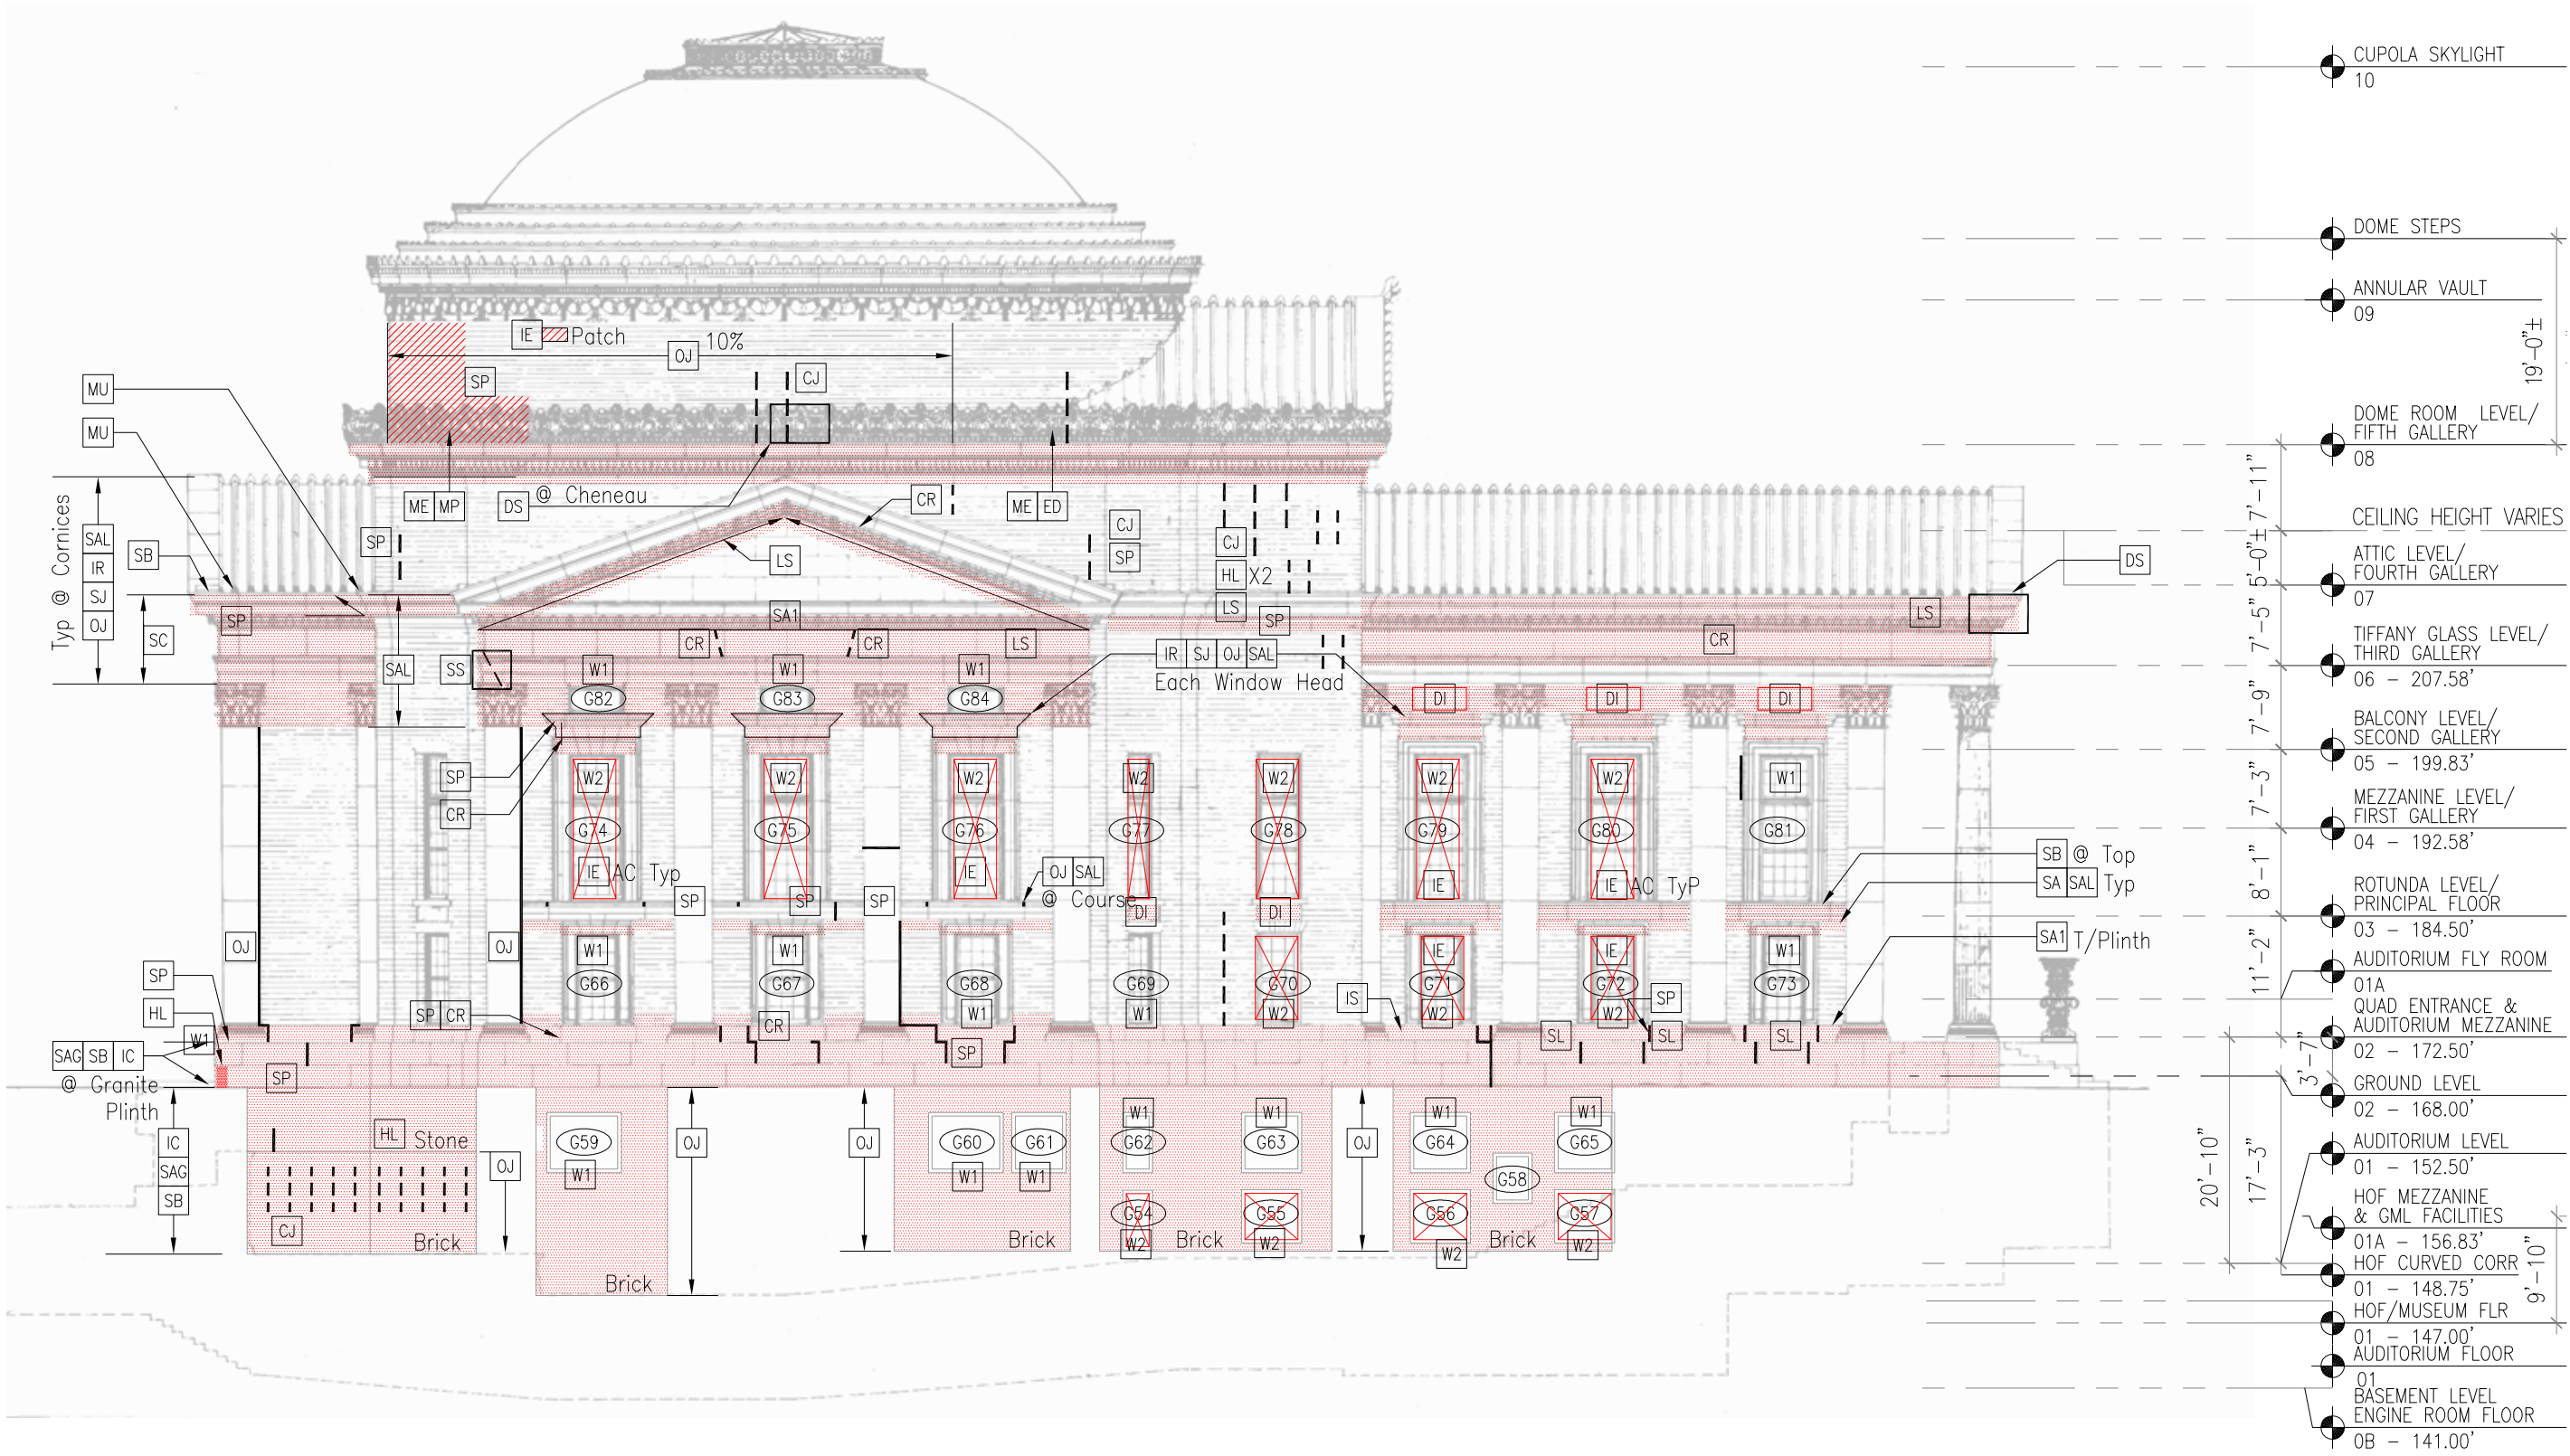 CUPOLA SKYLIGHT
10
DOME STEPS
ANNULAR VAULT
09
19'-0"±
DOME ROOM LEVEL/
FIFTH GALLERY
08
7'-11"
CEILING HEIGHT VARIES
5'-0"±
ATTIC LEVEL/
FOURTH GALLERY
07
7'-5"
TIFFANY GLASS LEVEL/
THIRD GALLERY
06 - 207.58'
7'-9"
BALCONY LEVEL/
SECOND GALLERY
05 - 199.83'
7'-3"
MEZZANINE LEVEL/
FIRST GALLERY
04 - 192.58'
8'-1"
ROTUNDA LEVEL/
PRINCIPAL FLOOR
03 - 184.50'
11'-2"
AUDITORIUM FLY ROOM
01A
QUAD ENTRANCE &
AUDITORIUM MEZZANINE
02 - 172.50'
3'-7"
GROUND LEVEL
02 - 168.00'
AUDITORIUM LEVEL
01 - 152.50'
20'-10"
17'-3"
HOF MEZZANINE
& GML FACILITIES
01A - 156.83'
HOF CURVED CORR
01 - 148.75'
9'-10"
HOF/MUSEUM FLR
01 - 147.00'
AUDITORIUM FLOOR
01
BASEMENT LEVEL
ENGINE ROOM FLOOR
0B - 141.00'
IE Patch
OJ 10%
SP
CJ
MU
MU
ME MP
DS @ Cheneau
CR
ME ED
Typ @ Cornices
SAL
IR
SJ
OJ
SB
SC
SP
SP
LS
SA1
CJ
SP
CJ
HL X2
LS
SP
DS
LS
CR
CR
CR
LS
SAL
SS
W1
W1
W1
G82
G83
G84
IR SJ OJ SAL
Each Window Head
DI
DI
DI
SP
CR
W2
W2
W2
W2
W2
W2
W2
W1
G74
G75
G76
G77
G78
G79
G80
G81
IE AC Typ
IE
IE
IE AC TyP
OJ SAL
@ Course
SP
SP
SP
DI
DI
SB @ Top
SA SAL Typ
SA1 T/Plinth
OJ
OJ
W1
W1
IE
IE
W1
G66
G67
G68
G69
G70
G71
G72
G73
SP
HL
W1
SAG SB IC
@ Granite
Plinth
SP CR
CR
W1
W1
W2
IS
W2
W2
SP
SL
SL
SL
SP
SP
IC
SAG
SB
HL Stone
CJ
Brick
OJ
G59
W1
Brick
OJ
OJ
G60
G61
W1
W1
Brick
W1
W1
G62
G63
G54
G55
W2
W2
Brick
OJ
W1
W1
G64
G65
G58
G56
G57
W2
W2
Brick